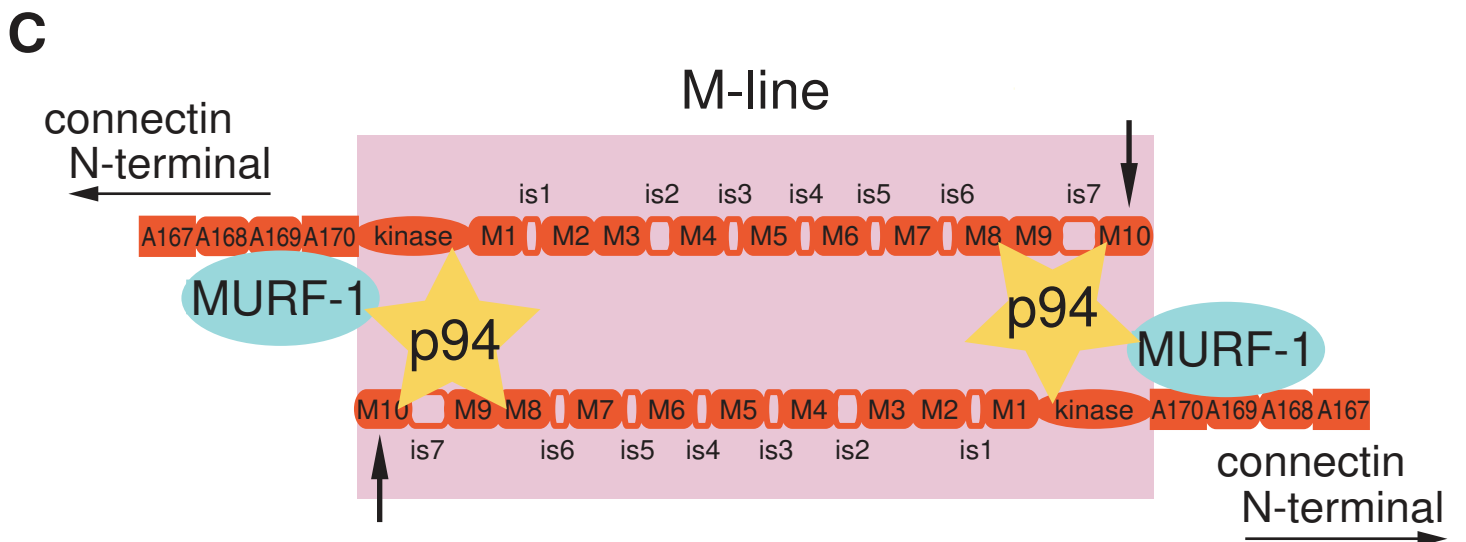 C
M-line
connectin
N-terminal
is1 is2 is3 is4 is5 is6 is7
A167 A168 A169 A170 kinase M1 M2 M3 M4 M5 M6 M7 M8 M9 M10
MURF-1 p94 p94 MURF-1
M10 M9 M8 M7 M6 M5 M4 M3 M2 M1 kinase A170 A169 A168 A167
is7 is6 is5 is4 is3 is2 is1
connectin
N-terminal